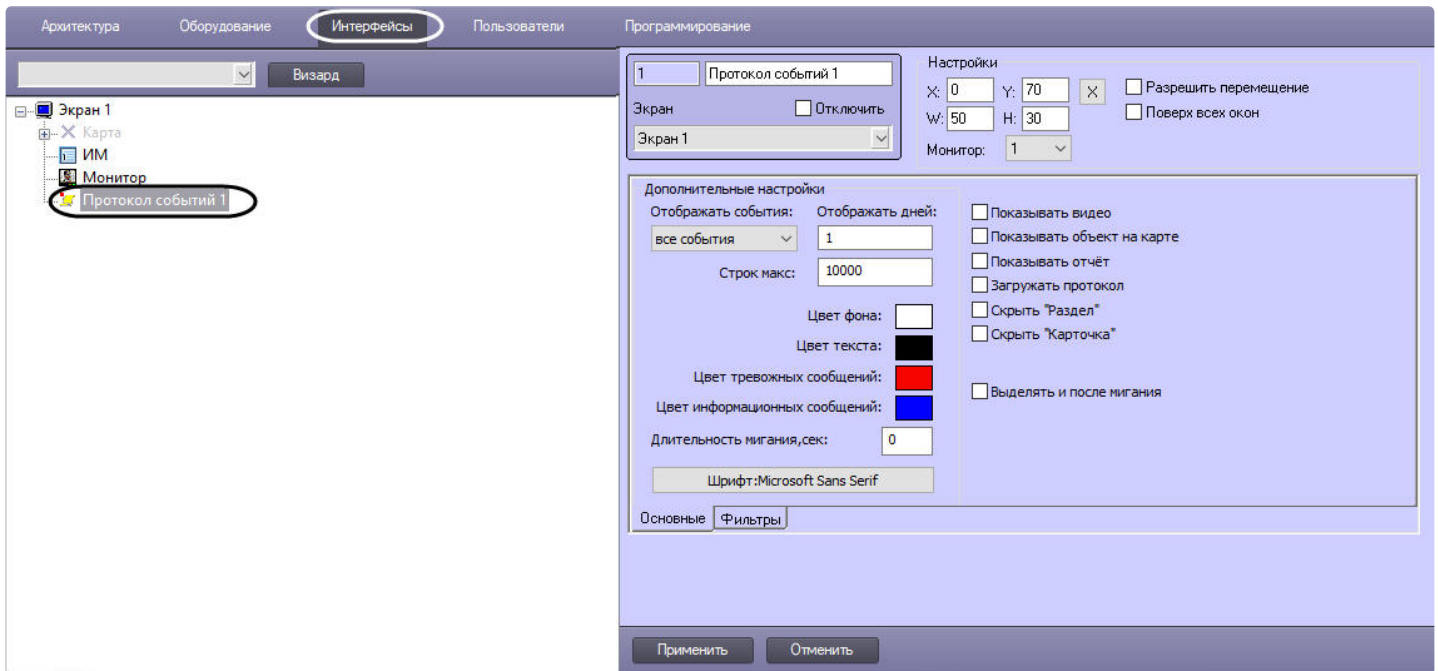 Архитектура Оборудование Интерфейсы Пользователи Программирование
Визард
Экран 1
Карта
ИМ
Монитор
Протокол событий 1
1 Протокол событий 1
Экран Отключить
Экран 1
Настройки
X: 0 Y: 70 X Разрешить перемещение
W: 50 H: 30 Поверх всех окон
Монитор: 1
Дополнительные настройки
Отображать события: Отображать дней:
все события 1
Строк макс: 10000
Цвет фона:
Цвет текста:
Цвет тревожных сообщений:
Цвет информационных сообщений:
Длительность мигания,сек: 0
Шрифт:Microsoft Sans Serif
Показывать видео
Показывать объект на карте
Показывать отчёт
Загружать протокол
Скрыть "Раздел"
Скрыть "Карточка"
Выделять и после мигания
Основные Фильтры
Применить Отменить